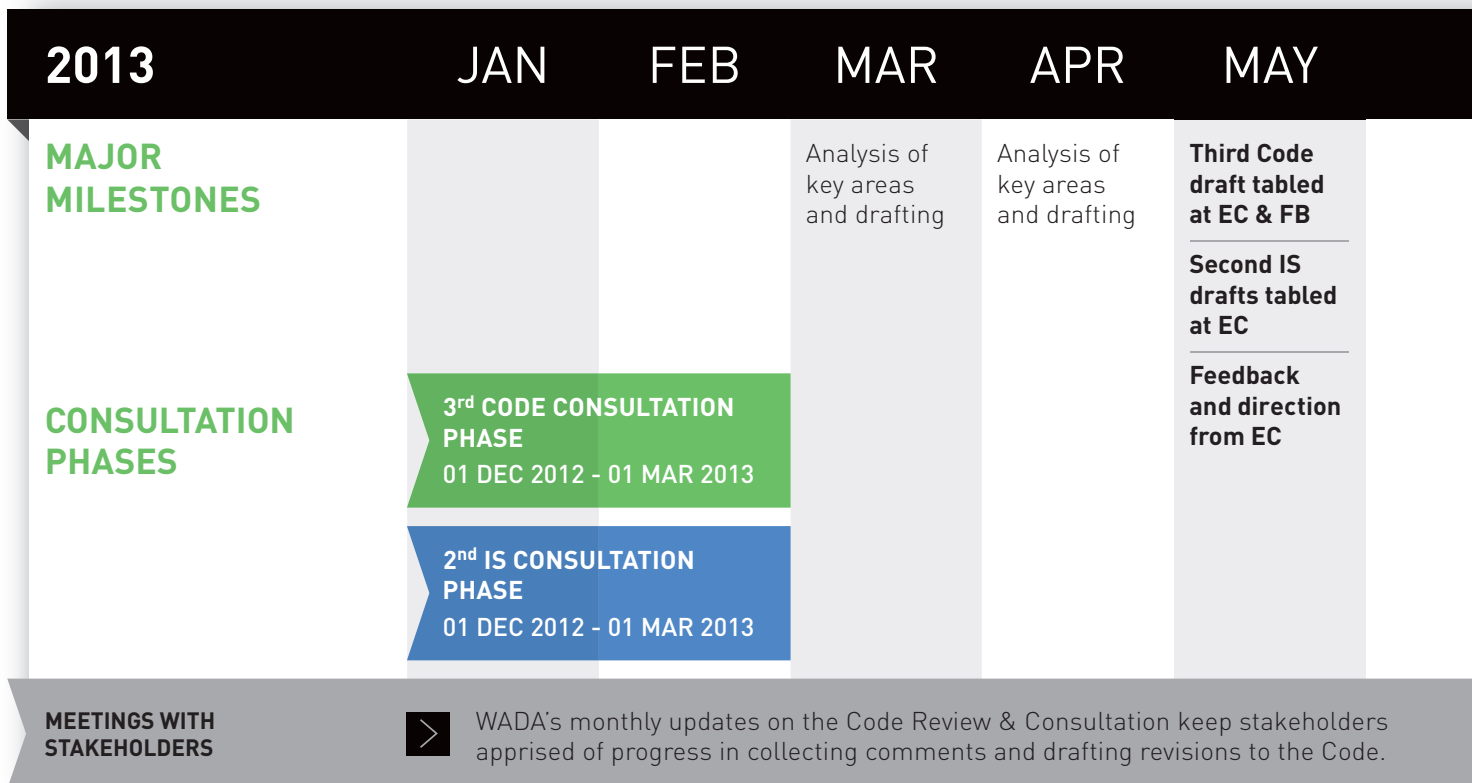 2013 JAN FEB MAR APR MAY
MAJOR
MILESTONES
Analysis of
key areas
and drafting
Analysis of
key areas
and drafting
Third Code
draft tabled
at EC & FB
Second IS
drafts tabled
at EC
Feedback
and direction
from EC
CONSULTATION
PHASES
3rd CODE CONSULTATION
PHASE
01 DEC 2012 - 01 MAR 2013
2nd IS CONSULTATION
PHASE
01 DEC 2012 - 01 MAR 2013
MEETINGS WITH
STAKEHOLDERS
WADA's monthly updates on the Code Review & Consultation keep stakeholders
apprised of progress in collecting comments and drafting revisions to the Code.